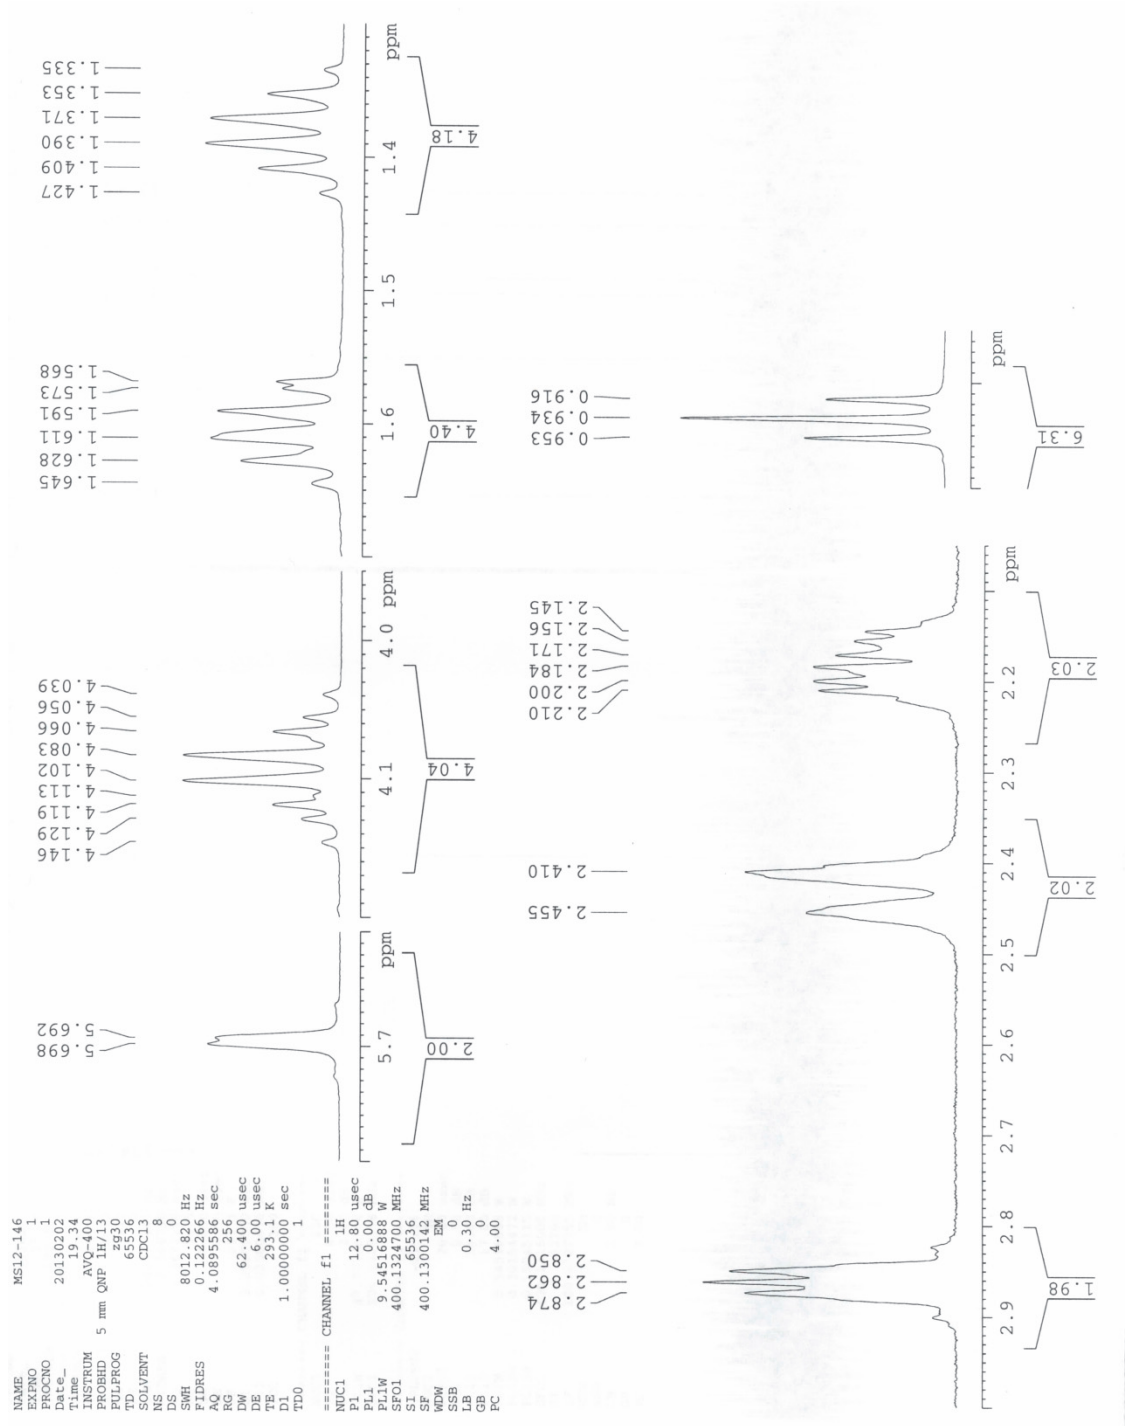 NAME MS12-146
EXPNO 1
PROCNO 1
Date_ 20130202
Time 19.34
INSTRUM AVQ-400
PROBHD 5 mm QNP 1H/13
PULPROG zg30
TD 65536
SOLVENT CDCl3
NS 8
DS 0
SWH 8012.820 Hz
FIDRES 0.122266 Hz
AQ 4.0895586 sec
RG 256
DW 62.400 usec
DE 6.00 usec
TE 293.1 K
D1 1.00000000 sec
TD0 1
======== CHANNEL f1 ========
NUC1 1H
P1 12.80 usec
PL1 0.00 dB
PL1W 9.54516888 W
SFO1 400.1324700 MHz
SI 65536
SF 400.1300142 MHz
WDW EM
SSB 0
LB 0.30 Hz
GB 0
PC 4.00
5.698
5.692
5.7 ppm
2.00
4.146
4.129
4.119
4.113
4.102
4.083
4.066
4.056
4.039
4.1 4.0 ppm
4.04
1.645
1.628
1.611
1.591
1.573
1.568
1.427
1.409
1.390
1.371
1.353
1.335
1.6 1.5 1.4 ppm
4.40 4.18
2.874
2.862
2.850
2.455
2.410
2.210
2.200
2.184
2.171
2.156
2.145
2.9 2.8 2.7 2.6 2.5 2.4 2.3 2.2 ppm
1.98 2.02 2.03
0.953
0.934
0.916
ppm
6.31